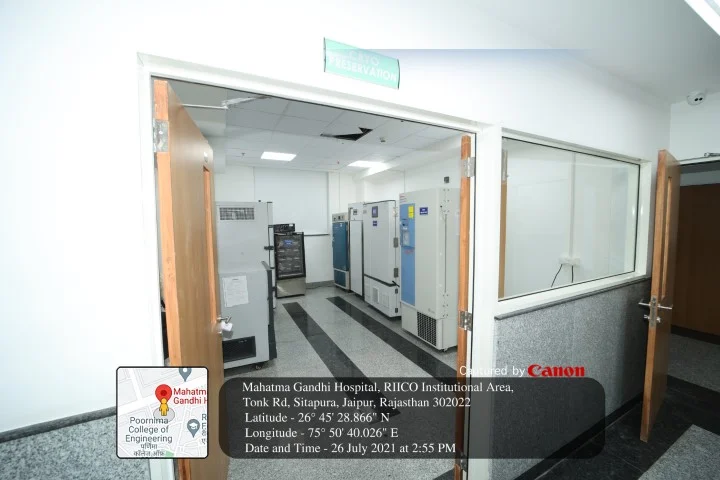 CRYO
PRESERVATION
Captured by Canon
Mahatma Gandhi Hospital, RIICO Institutional Area,
Tonk Rd, Sitapura, Jaipur, Rajasthan 302022
Latitude - 26° 45' 28.866" N
Longitude - 75° 50' 40.026" E
Date and Time - 26 July 2021 at 2:55 PM
Mahatm
Gandhi H
Poornima
College of
Engineering
पूर्णिमा
कॉलेज ऑफ